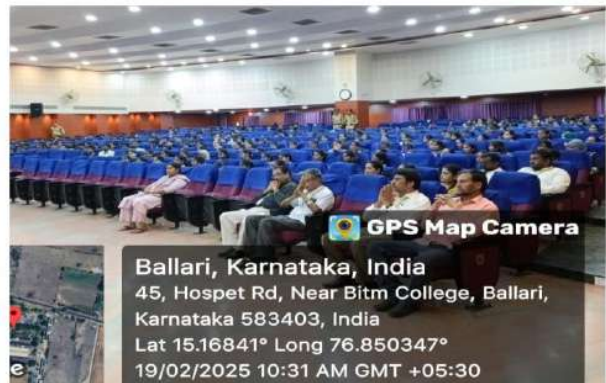 GPS Map Camera
Ballari, Karnataka, India
45, Hospet Rd, Near Bitm College, Ballari,
Karnataka 583403, India
Lat 15.16841° Long 76.850347°
19/02/2025 10:31 AM GMT +05:30
e